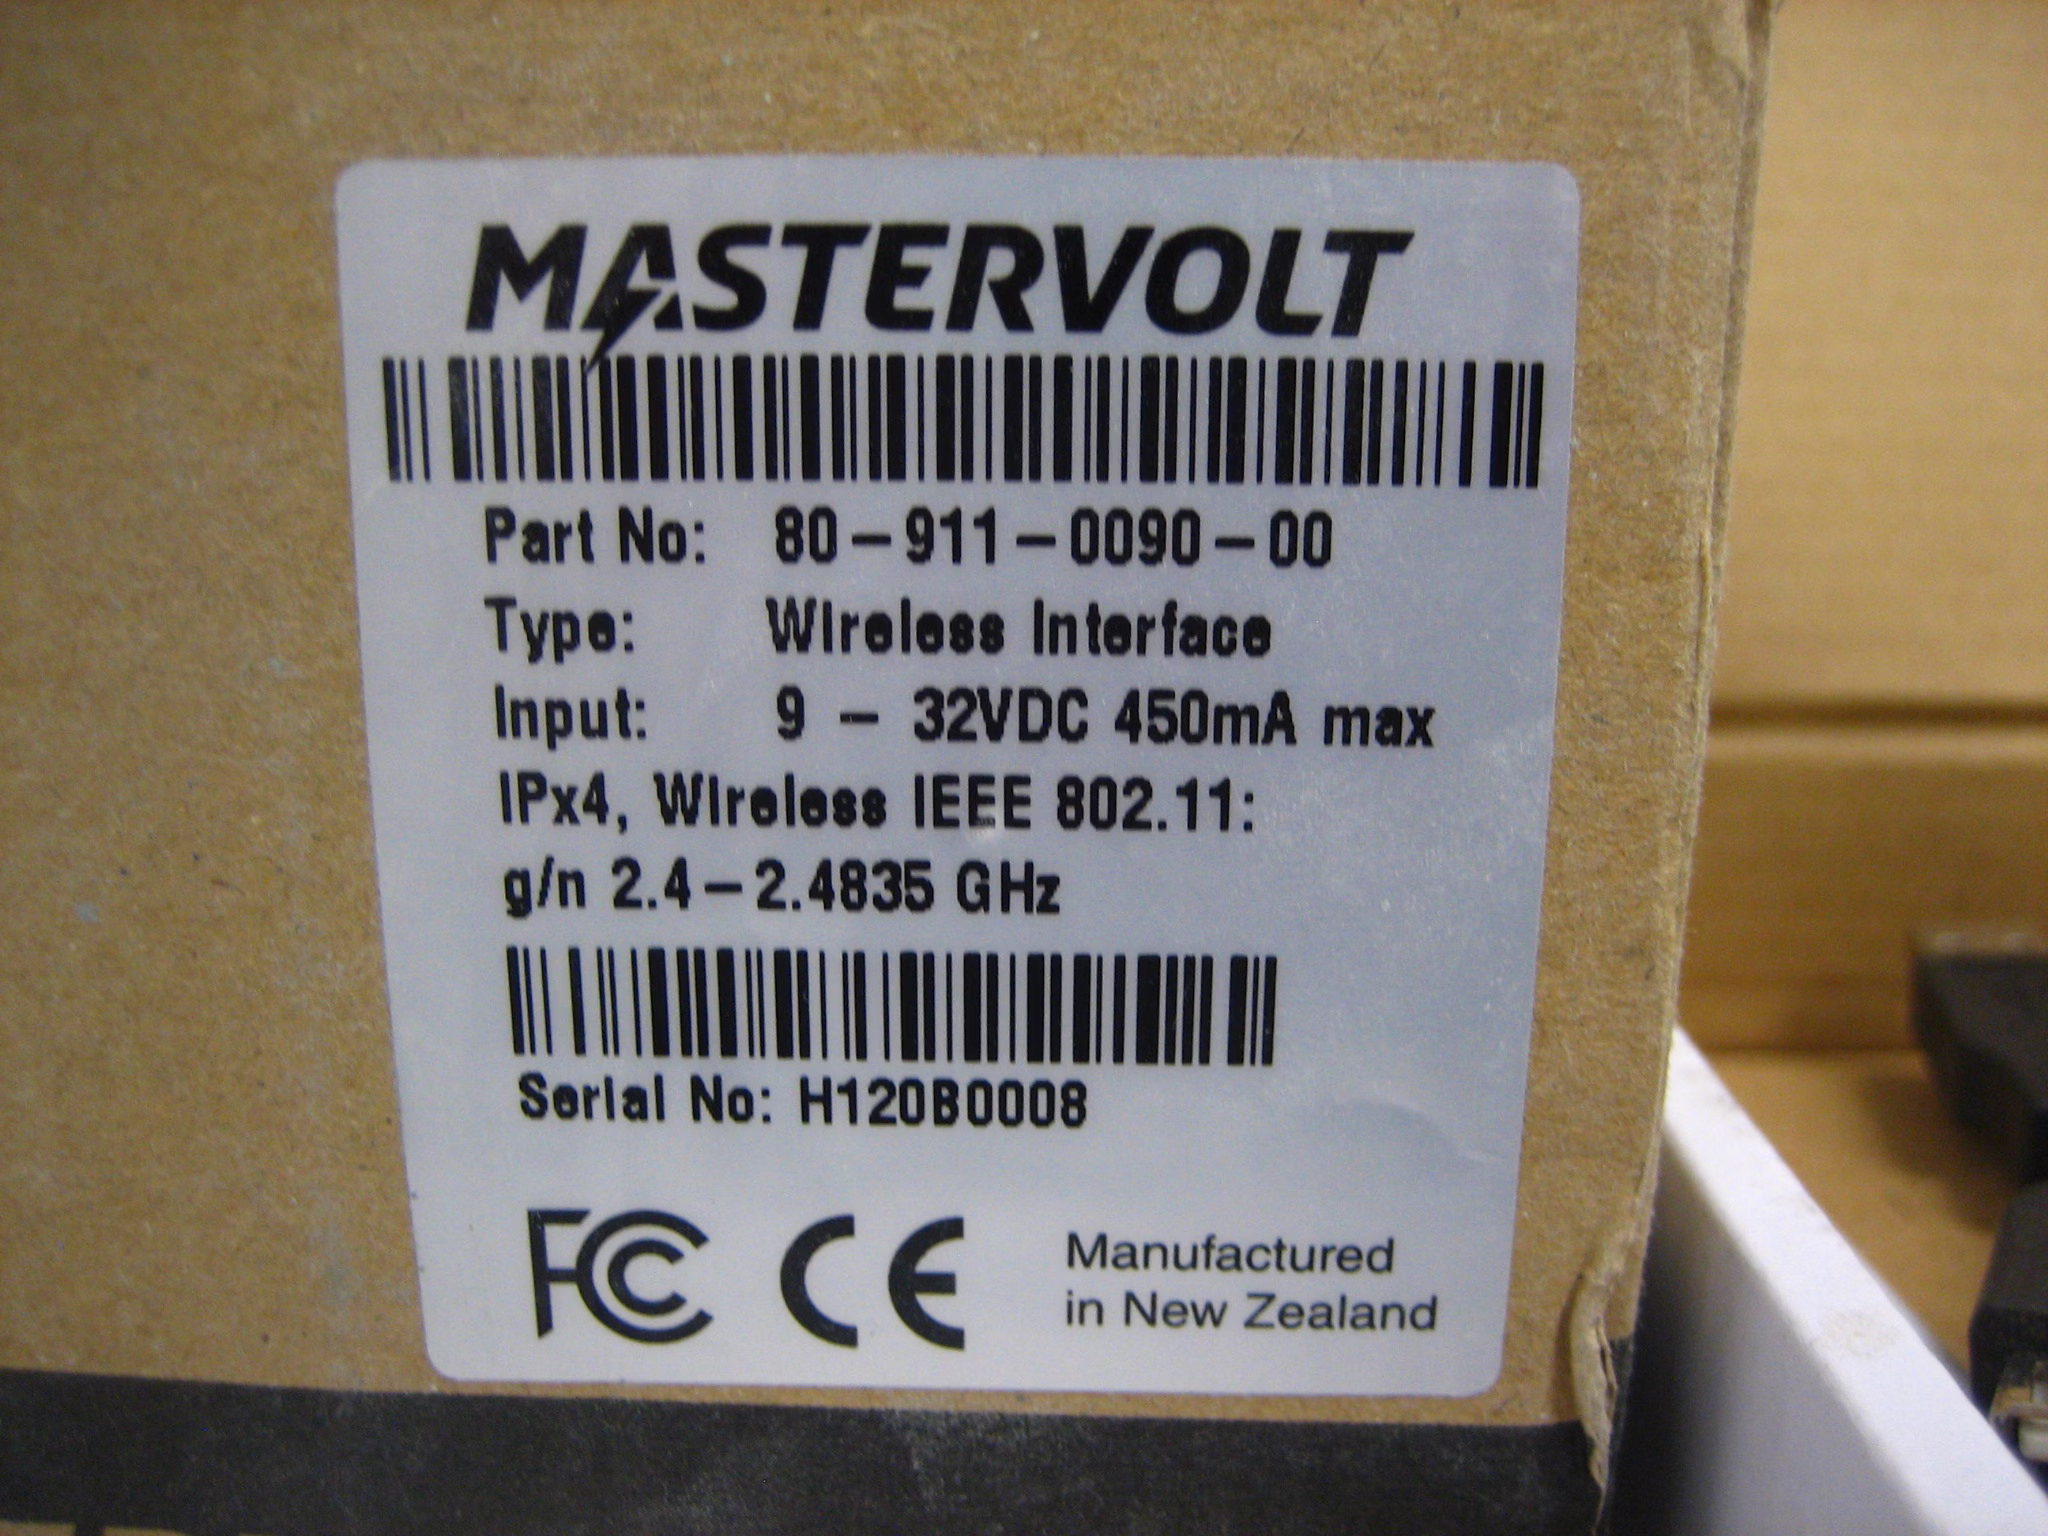 MASTERVOLT
Part No: 80-911-0090-00
Type: Wireless Interface
Input: 9 - 32VDC 450mA max
IPx4, Wireless IEEE 802.11:
g/n 2.4-2.4835 GHz
Serial No: H120B0008
FC CE Manufactured
in New Zealand